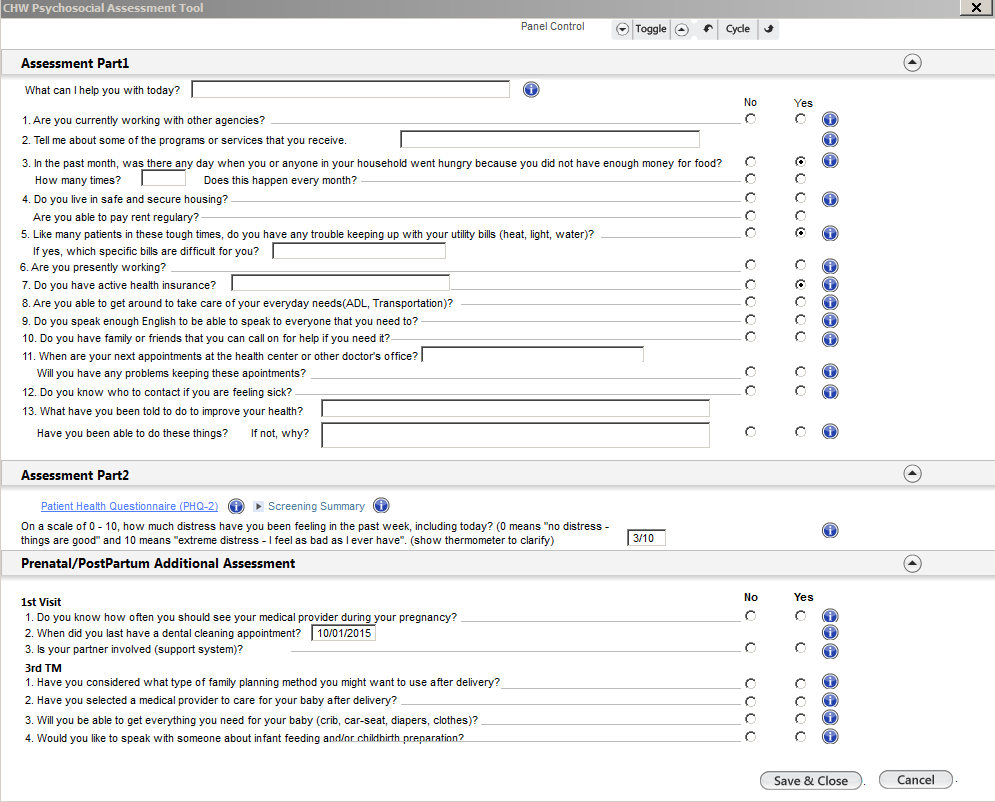 CHW Psychosocial Assessment Tool
Panel Control Toggle Cycle
Assessment Part1
What can I help you with today?
No Yes
1. Are you currently working with other agencies?
2. Tell me about some of the programs or services that you receive.
3. In the past month, was there any day when you or anyone in your household went hungry because you did not have enough money for food?
How many times? Does this happen every month?
4. Do you live in safe and secure housing?
Are you able to pay rent regulary?
5. Like many patients in these tough times, do you have any trouble keeping up with your utility bills (heat, light, water)?
If yes, which specific bills are difficult for you?
6. Are you presently working?
7. Do you have active health insurance?
8. Are you able to get around to take care of your everyday needs(ADL, Transportation)?
9. Do you speak enough English to be able to speak to everyone that you need to?
10. Do you have family or friends that you can call on for help if you need it?
11. When are your next appointments at the health center or other doctor's office?
Will you have any problems keeping these apointments?
12. Do you know who to contact if you are feeling sick?
13. What have you been told to do to improve your health?
Have you been able to do these things? If not, why?
Assessment Part2
Patient Health Questionnaire (PHQ-2) Screening Summary
On a scale of 0 - 10, how much distress have you been feeling in the past week, including today? (0 means "no distress -
things are good" and 10 means "extreme distress - I feel as bad as I ever have". (show thermometer to clarify) 3/10
Prenatal/PostPartum Additional Assessment
No Yes
1st Visit
1. Do you know how often you should see your medical provider during your pregnancy?
2. When did you last have a dental cleaning appointment? 10/01/2015
3. Is your partner involved (support system)?
3rd TM
1. Have you considered what type of family planning method you might want to use after delivery?
2. Have you selected a medical provider to care for your baby after delivery?
3. Will you be able to get everything you need for your baby (crib, car-seat, diapers, clothes)?
4. Would you like to speak with someone about infant feeding and/or childbirth preparation?
Save & Close . Cancel .